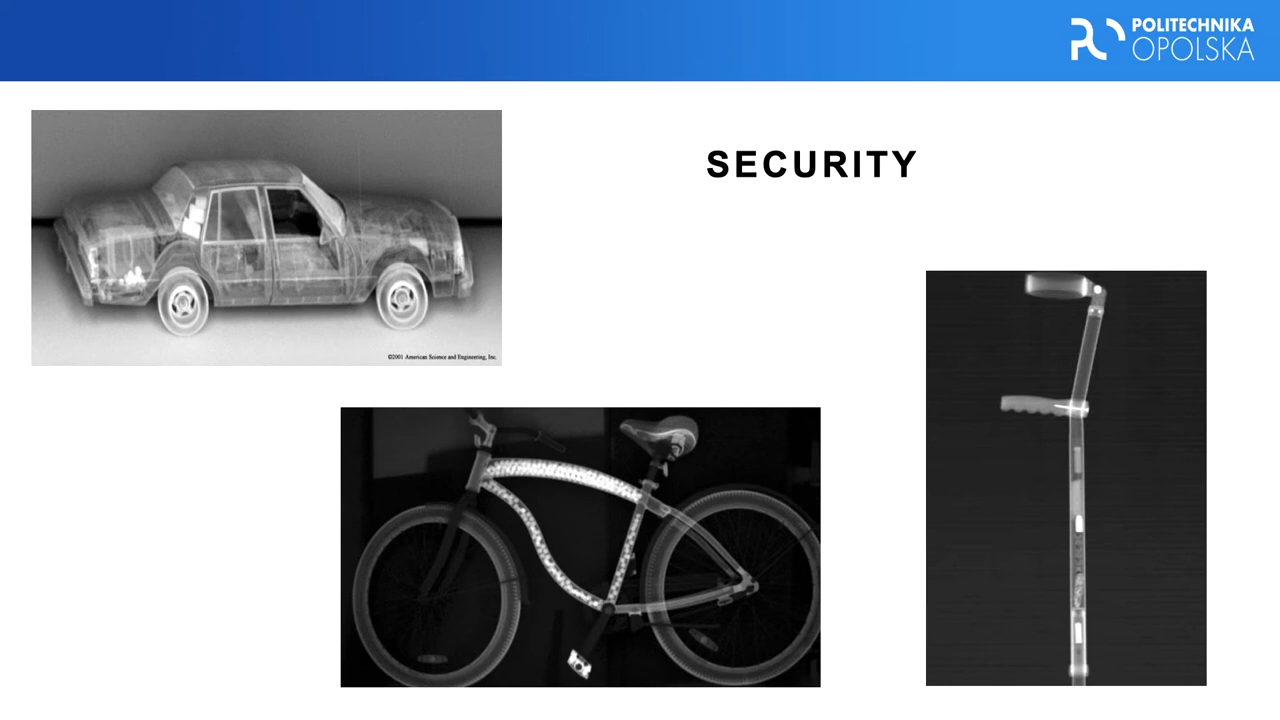 POLITECHNIKA
OPOLSKA
SECURITY
©2001 American Science and Engineering, Inc.